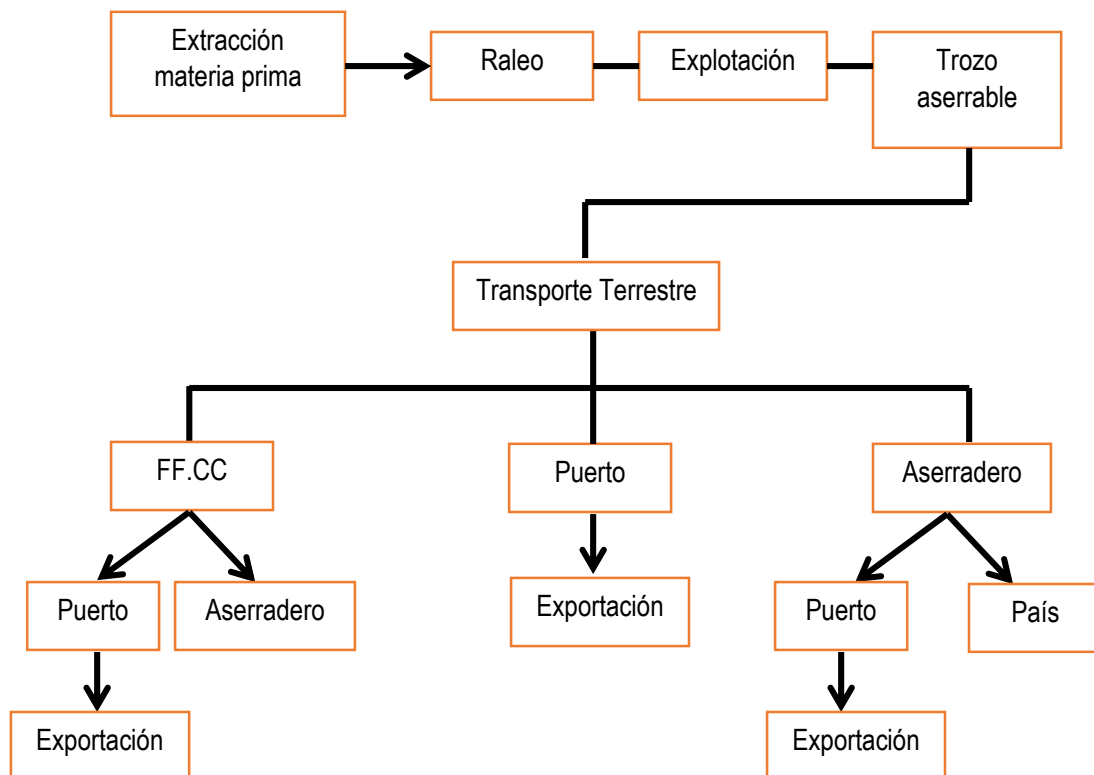 Extracción
materia prima
Raleo
Explotación
Trozo
aserrable
Transporte Terrestre
FF.CC
Puerto
Aserradero
Puerto
Aserradero
Exportación
Puerto
País
Exportación
Exportación